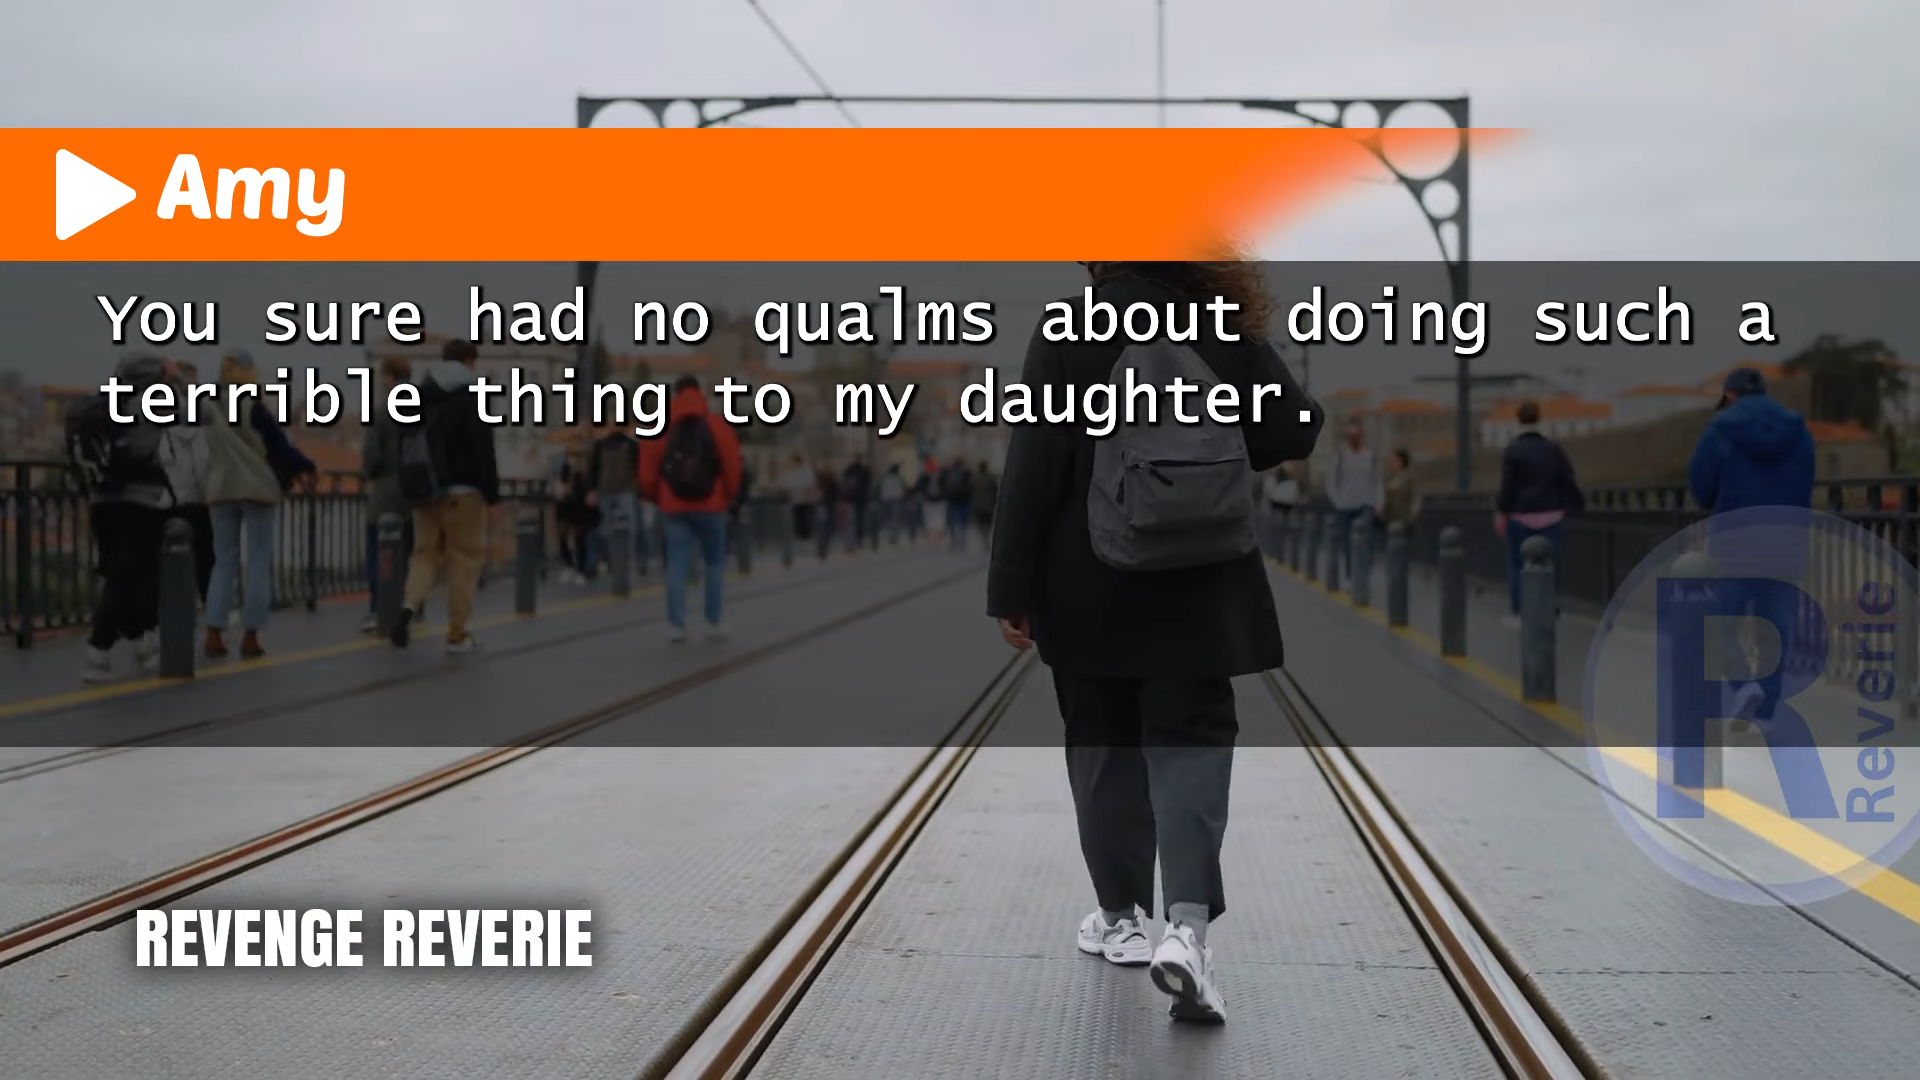 Amy
You sure had no qualms about doing such a
terrible thing to my daughter.
R
Reverie
REVENGE REVERIE